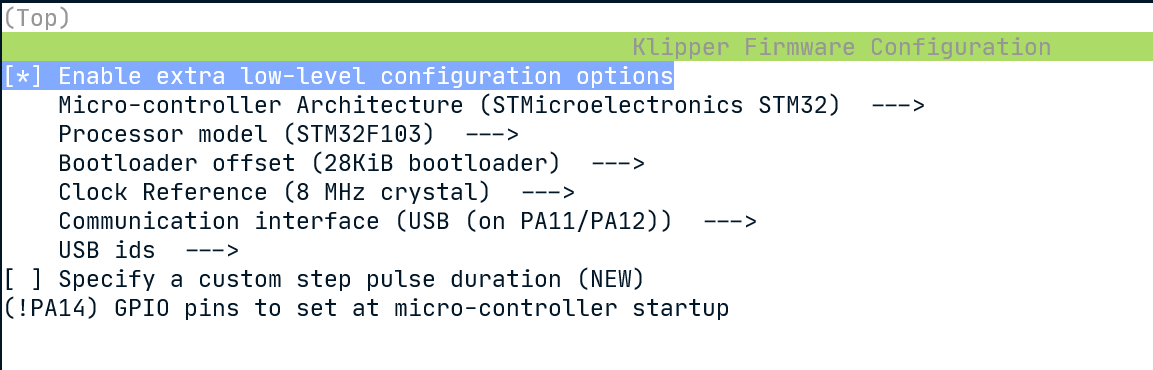 (Top)
Klipper Firmware Configuration
[*] Enable extra low-level configuration options
    Micro-controller Architecture (STMicroelectronics STM32)  --->
    Processor model (STM32F103)  --->
    Bootloader offset (28KiB bootloader)  --->
    Clock Reference (8 MHz crystal)  --->
    Communication interface (USB (on PA11/PA12))  --->
    USB ids  --->
[ ] Specify a custom step pulse duration (NEW)
(!PA14) GPIO pins to set at micro-controller startup